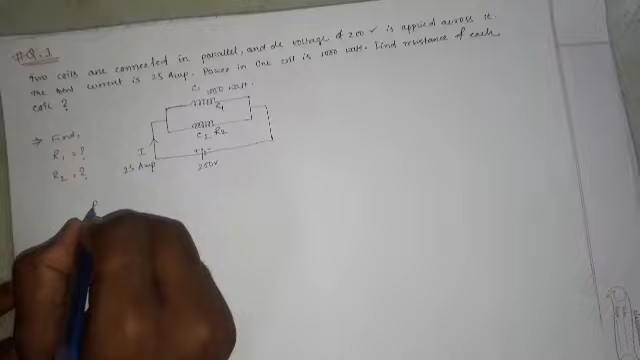 #Q.1
Two coils are connected in parallel, and dc voltage of 200 v is applied across it.
The total current is 25 Amp. Power in One coil is 1050 watt. Find resistance of each
coil ?
C1 1050 watt.
R1
⇒ Find,
C2 R2
R1 = ?
I
25 Amp
200V
R2 = ?